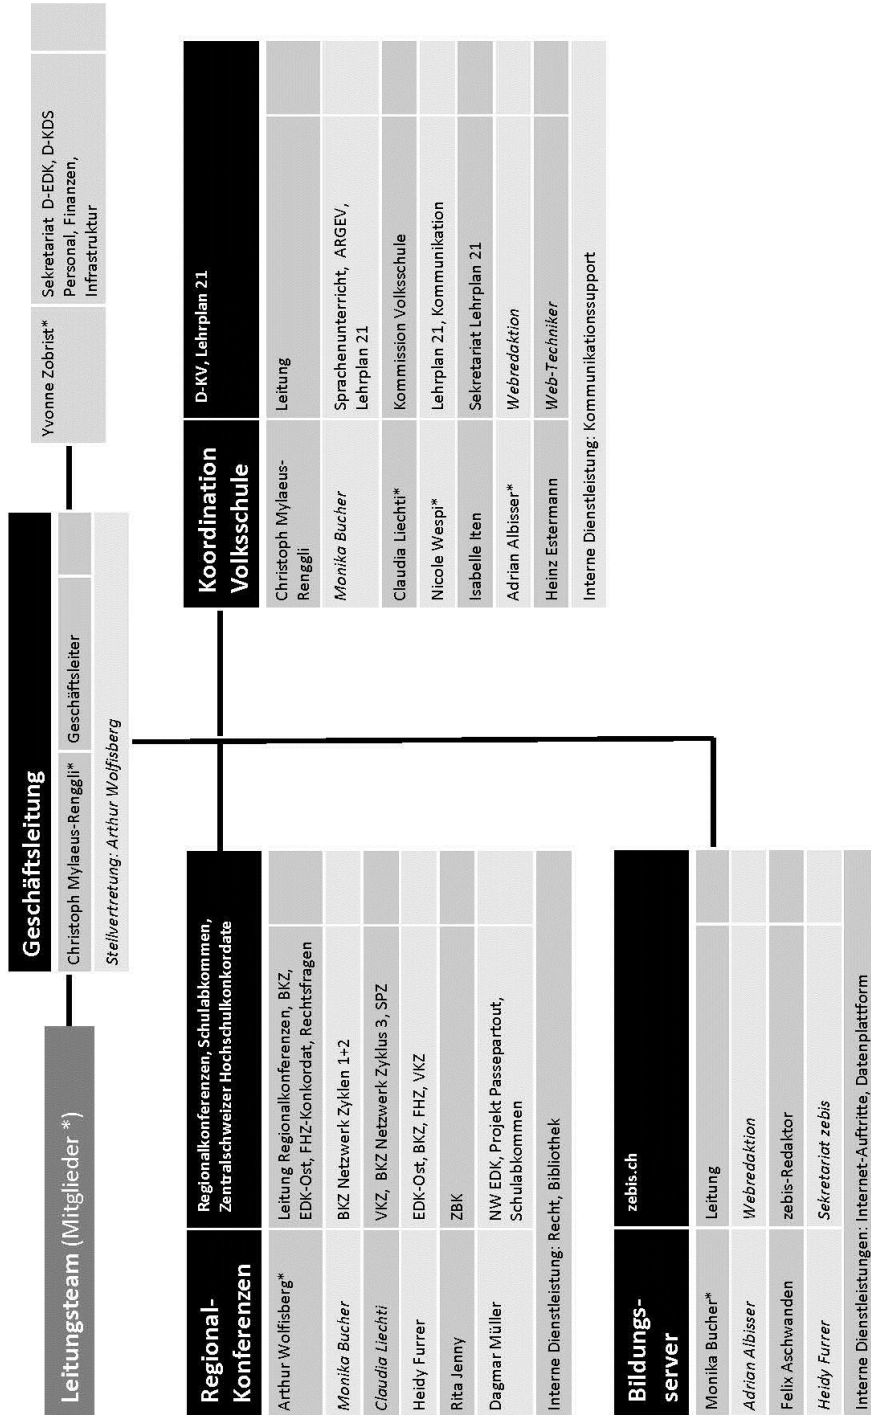 Leitungsteam (Mitglieder *)
Geschäftsleitung
Christoph Mylaeus-Renggli*
Geschäftsleiter
Stellvertretung: Arthur Wolfisberg
Yvonne Zobrist*
Sekretariat D-EDK, D-KDS
Personal, Finanzen,
Infrastruktur
Regional-
Konferenzen
Regionalkonferenzen, Schulabkommen,
Zentralschweizer Hochschulkonkordate
Arthur Wolfisberg*
Leitung Regionalkonferenzen, BKZ,
EDK-Ost, FHZ-Konkordat, Rechtsfragen
Monika Bucher
BKZ Netzwerk Zyklen 1+2
Claudia Liechti
VKZ, BKZ Netzwerk Zyklus 3, SPZ
Heidy Furrer
EDK-Ost, BKZ, FHZ, VKZ
Rita Jenny
ZBK
Dagmar Müller
NW EDK, Projekt Passepartout,
Schulabkommen
Interne Dienstleistung: Recht, Bibliothek
Koordination
Volksschule
D-KV, Lehrplan 21
Christoph Mylaeus-
Renggli
Leitung
Monika Bucher
Sprachenunterricht, ARGEV,
Lehrplan 21
Claudia Liechti*
Kommission Volksschule
Nicole Wespi*
Lehrplan 21, Kommunikation
Isabelle Iten
Sekretariat Lehrplan 21
Adrian Albisser*
Webredaktion
Heinz Estermann
Web-Techniker
Interne Dienstleistung: Kommunikationssupport
Bildungs-
server
zebis.ch
Monika Bucher*
Leitung
Adrian Albisser
Webredaktion
Felix Aschwanden
zebis-Redaktor
Heidy Furrer
Sekretariat zebis
Interne Dienstleistungen: Internet-Auftritte, Datenplattform